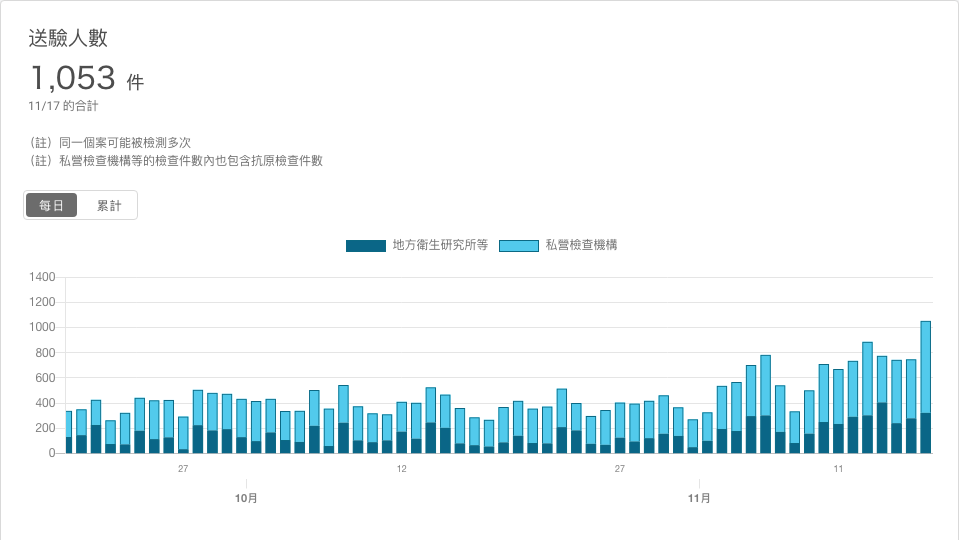 送驗人數
1,053 件
11/17 的合計
（註）同一個案可能被檢測多次
（註）私營檢查機構等的檢查件數內也包含抗原檢查件數
每日 累計
地方衛生研究所等 私營檢查機構
1400
1200
1000
800
600
400
200
0
27 12 27 11
10月 11月